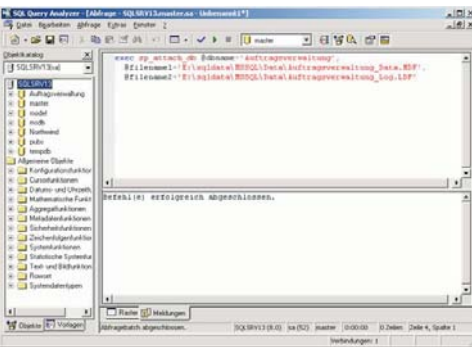 SQL Query Analyzer - [Abfrage - SQLSRV13.master.sa - Unbenannt1*]
Datei Bearbeiten Abfrage Extras Fenster ?
master
Objektkatalog
SQLSRV13(sa)
SQLSRV13
Auftragsverwaltung
master
model
msdb
Northwind
pubs
tempdb
Allgemeine Objekte
Konfigurationsfunktion
Cursorfunktionen
Datums- und Uhrzeitfu
Mathematische Funkt
Aggregatfunktionen
Metadatenfunktionen
Sicherheitsfunktionen
Zeichenfolgenfunktion
Systemfunktionen
Statistische Systemfu
Text- und Bildfunktion
Rowset
Systemdatentypen
Objekte Vorlagen
exec sp_attach_db @dbname='Auftragsverwaltung',
@filename1='E:\sqldata\MSSQL\Data\Auftragsverwaltung_Data.MDF',
@filename2='E:\sqldata\MSSQL\Data\Auftragsverwaltung_Log.LDF'
Befehl(e) erfolgreich abgeschlossen.
Raster Meldungen
Abfragebatch abgeschlossen. SQLSRV13 (8.0) sa (52) master 0:00:00 0 Zeilen Zeile 4, Spalte 1
Verbindungen: 1